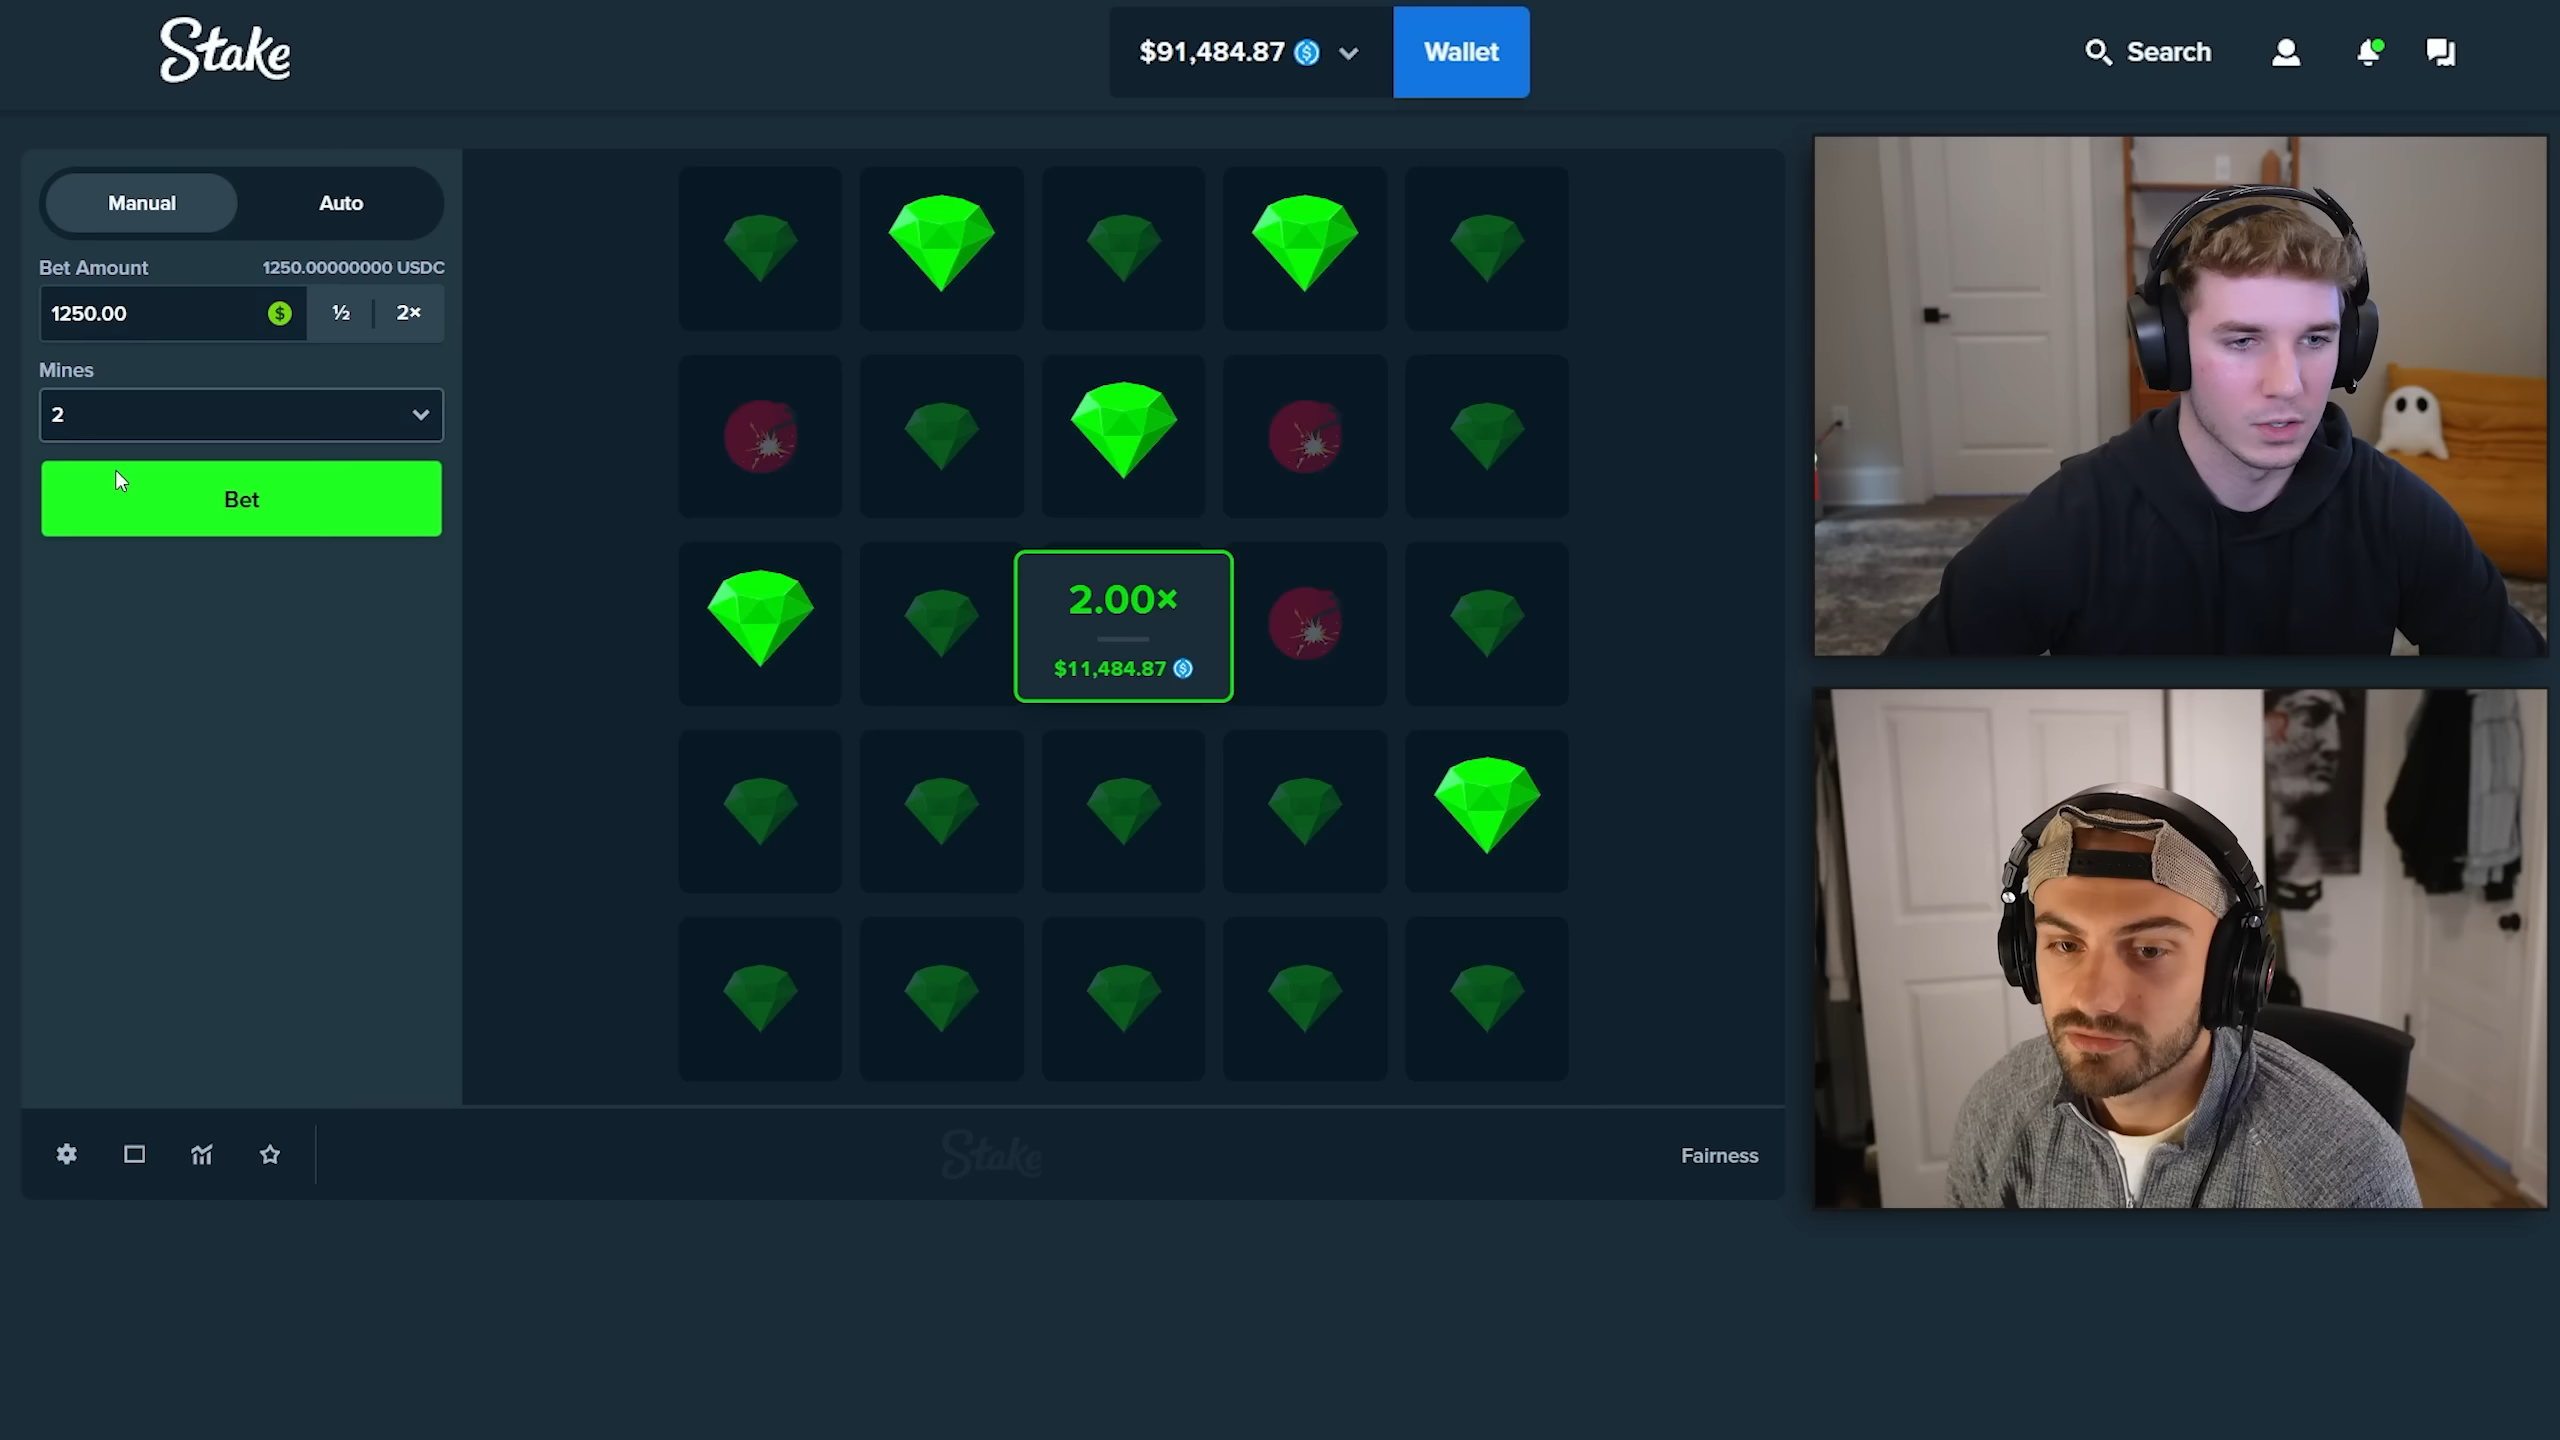 Stake
$91,484.87
Wallet
Search
Manual
Auto
Bet Amount
1250.00000000 USDC
1250.00
½
2×
Mines
2
Bet
2.00×
$11,484.87
Stake
Fairness